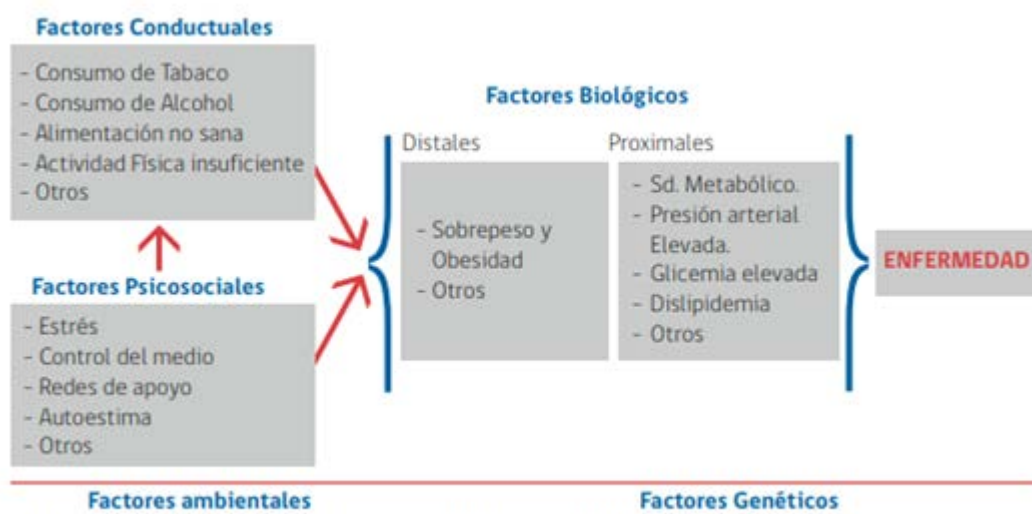 Factores Conductuales
- Consumo de Tabaco
- Consumo de Alcohol
- Alimentación no sana
- Actividad Física insuficiente
- Otros
Factores Psicosociales
- Estrés
- Control del medio
- Redes de apoyo
- Autoestima
- Otros
Factores Biológicos
Distales
- Sobrepeso y
Obesidad
- Otros
Proximales
- Sd. Metabólico.
- Presión arterial
Elevada.
- Glicemia elevada
- Dislipidemia
- Otros
ENFERMEDAD
Factores ambientales
Factores Genéticos